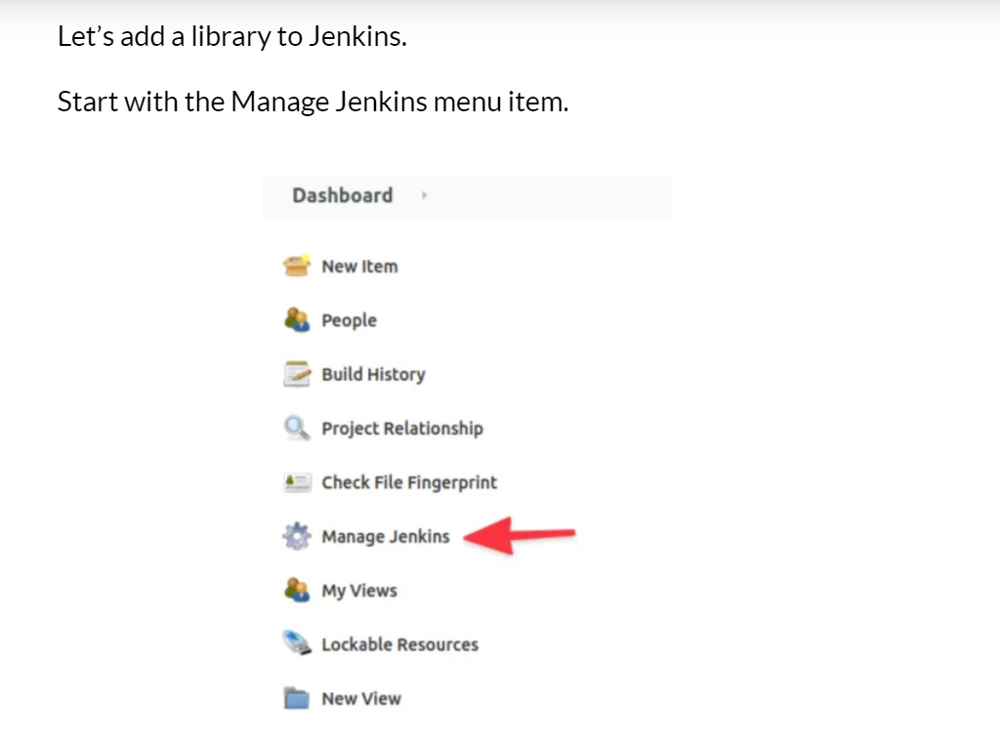 Let’s add a library to Jenkins.
Start with the Manage Jenkins menu item.
Dashboard
New Item
People
Build History
Project Relationship
Check File Fingerprint
Manage Jenkins
My Views
Lockable Resources
New View